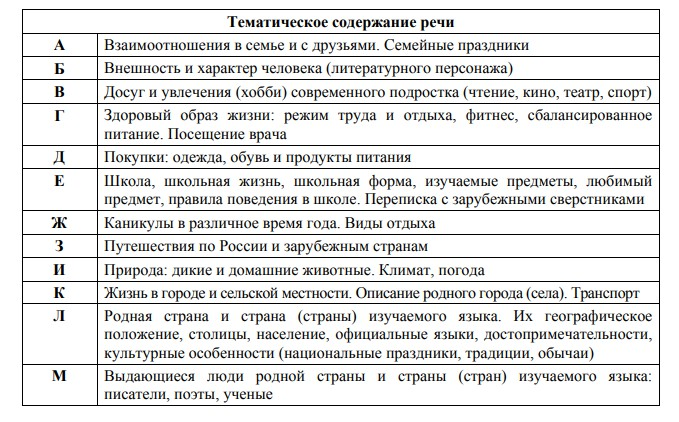 Тематическое содержание речи
А Взаимоотношения в семье и с друзьями. Семейные праздники
Б Внешность и характер человека (литературного персонажа)
В Досуг и увлечения (хобби) современного подростка (чтение, кино, театр, спорт)
Г Здоровый образ жизни: режим труда и отдыха, фитнес, сбалансированное
питание. Посещение врача
Д Покупки: одежда, обувь и продукты питания
Е Школа, школьная жизнь, школьная форма, изучаемые предметы, любимый
предмет, правила поведения в школе. Переписка с зарубежными сверстниками
Ж Каникулы в различное время года. Виды отдыха
З Путешествия по России и зарубежным странам
И Природа: дикие и домашние животные. Климат, погода
К Жизнь в городе и сельской местности. Описание родного города (села). Транспорт
Л Родная страна и страна (страны) изучаемого языка. Их географическое
положение, столицы, население, официальные языки, достопримечательности,
культурные особенности (национальные праздники, традиции, обычаи)
М Выдающиеся люди родной страны и страны (стран) изучаемого языка:
писатели, поэты, ученые